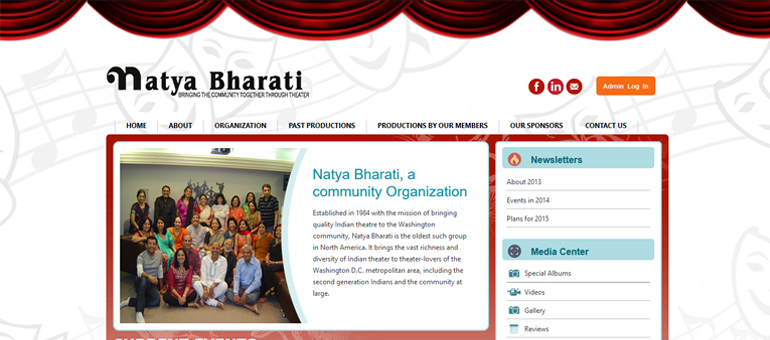 Natya Bharati
BRINGING THE COMMUNITY TOGETHER THROUGH THEATER
Admin Log In
HOME ABOUT ORGANIZATION PAST PRODUCTIONS PRODUCTIONS BY OUR MEMBERS OUR SPONSORS CONTACT US
Natya Bharati, a
community Organization
Established in 1984 with the mission of bringing
quality Indian theatre to the Washington
community, Natya Bharati is the oldest such group
in North America. It brings the vast richness and
diversity of Indian theater to theater-lovers of the
Washington D.C. metropolitan area, including the
second generation Indians and the community at
large.
Newsletters
About 2013
Events in 2014
Plans for 2015
Media Center
Special Albums
Videos
Gallery
Reviews
CURRENT EVENTS